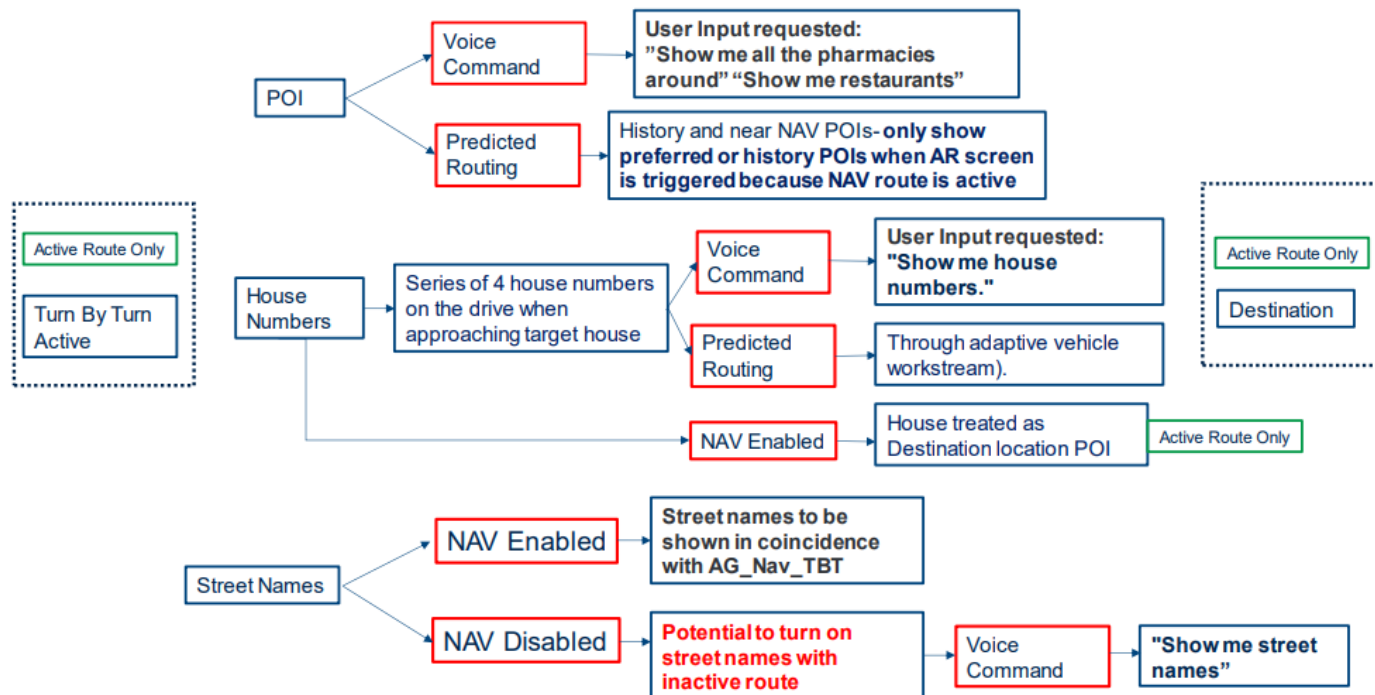 Voice
Command
User Input requested:
”Show me all the pharmacies
around” “Show me restaurants”
POI
Predicted
Routing
History and near NAV POIs- only show
preferred or history POIs when AR screen
is triggered because NAV route is active
Active Route Only
Turn By Turn
Active
House
Numbers
Series of 4 house numbers
on the drive when
approaching target house
Voice
Command
User Input requested:
"Show me house
numbers."
Predicted
Routing
Through adaptive vehicle
workstream).
NAV Enabled
House treated as
Destination location POI
Active Route Only
Active Route Only
Destination
Street Names
NAV Enabled
Street names to be
shown in coincidence
with AG_Nav_TBT
NAV Disabled
Potential to turn on
street names with
inactive route
Voice
Command
"Show me street
names”